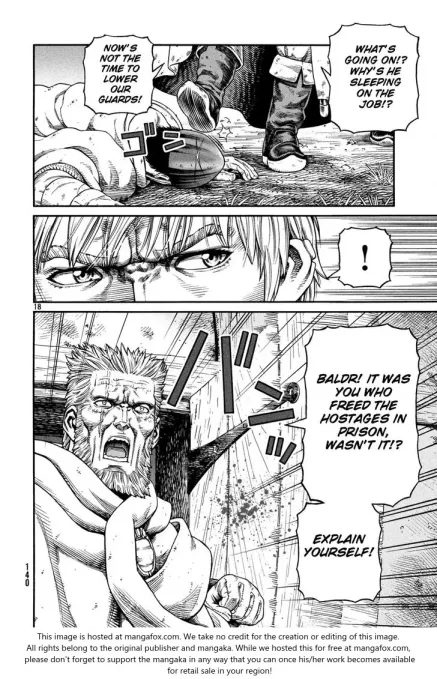 WHAT'S
GOING ON!?
WHY'S HE
SLEEPING
ON THE
JOB!?
NOW'S
NOT THE
TIME TO
LOWER
OUR
GUARDS!
ゴン
!
18
BALDR! IT WAS
YOU WHO
FREED THE
HOSTAGES IN
PRISON,
WASN'T IT!?
EXPLAIN
YOURSELF!
140
This image is hosted at mangafox.com. We take no credit for the creation or editing of this image.
All rights belong to the original publisher and mangaka. While we hosted this for free at mangafox.com,
please don't forget to support the mangaka in any way that you can once his/her work becomes available
for retail sale in your region!